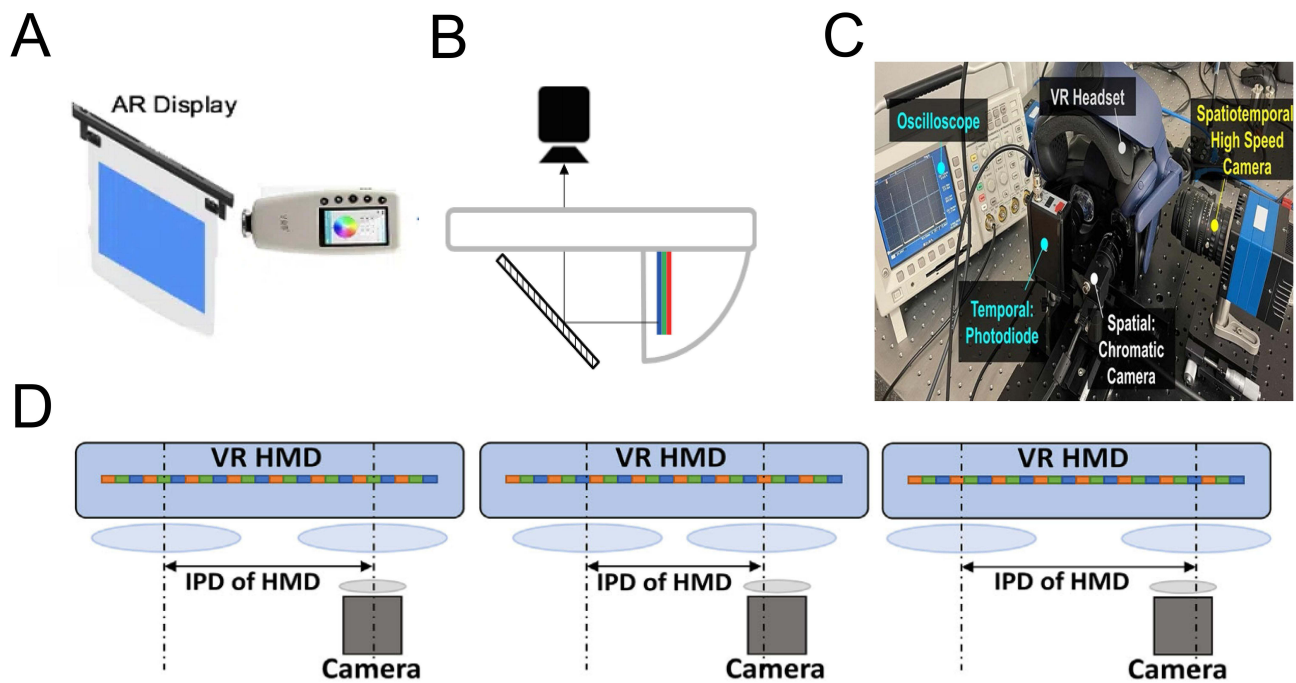 A
B
C
AR Display
VR Headset
Oscilloscope
Spatiotemporal
High Speed
Camera
Temporal:
Photodiode
Spatial:
Chromatic
Camera
D
VR HMD
VR HMD
VR HMD
IPD of HMD
IPD of HMD
IPD of HMD
Camera
Camera
Camera